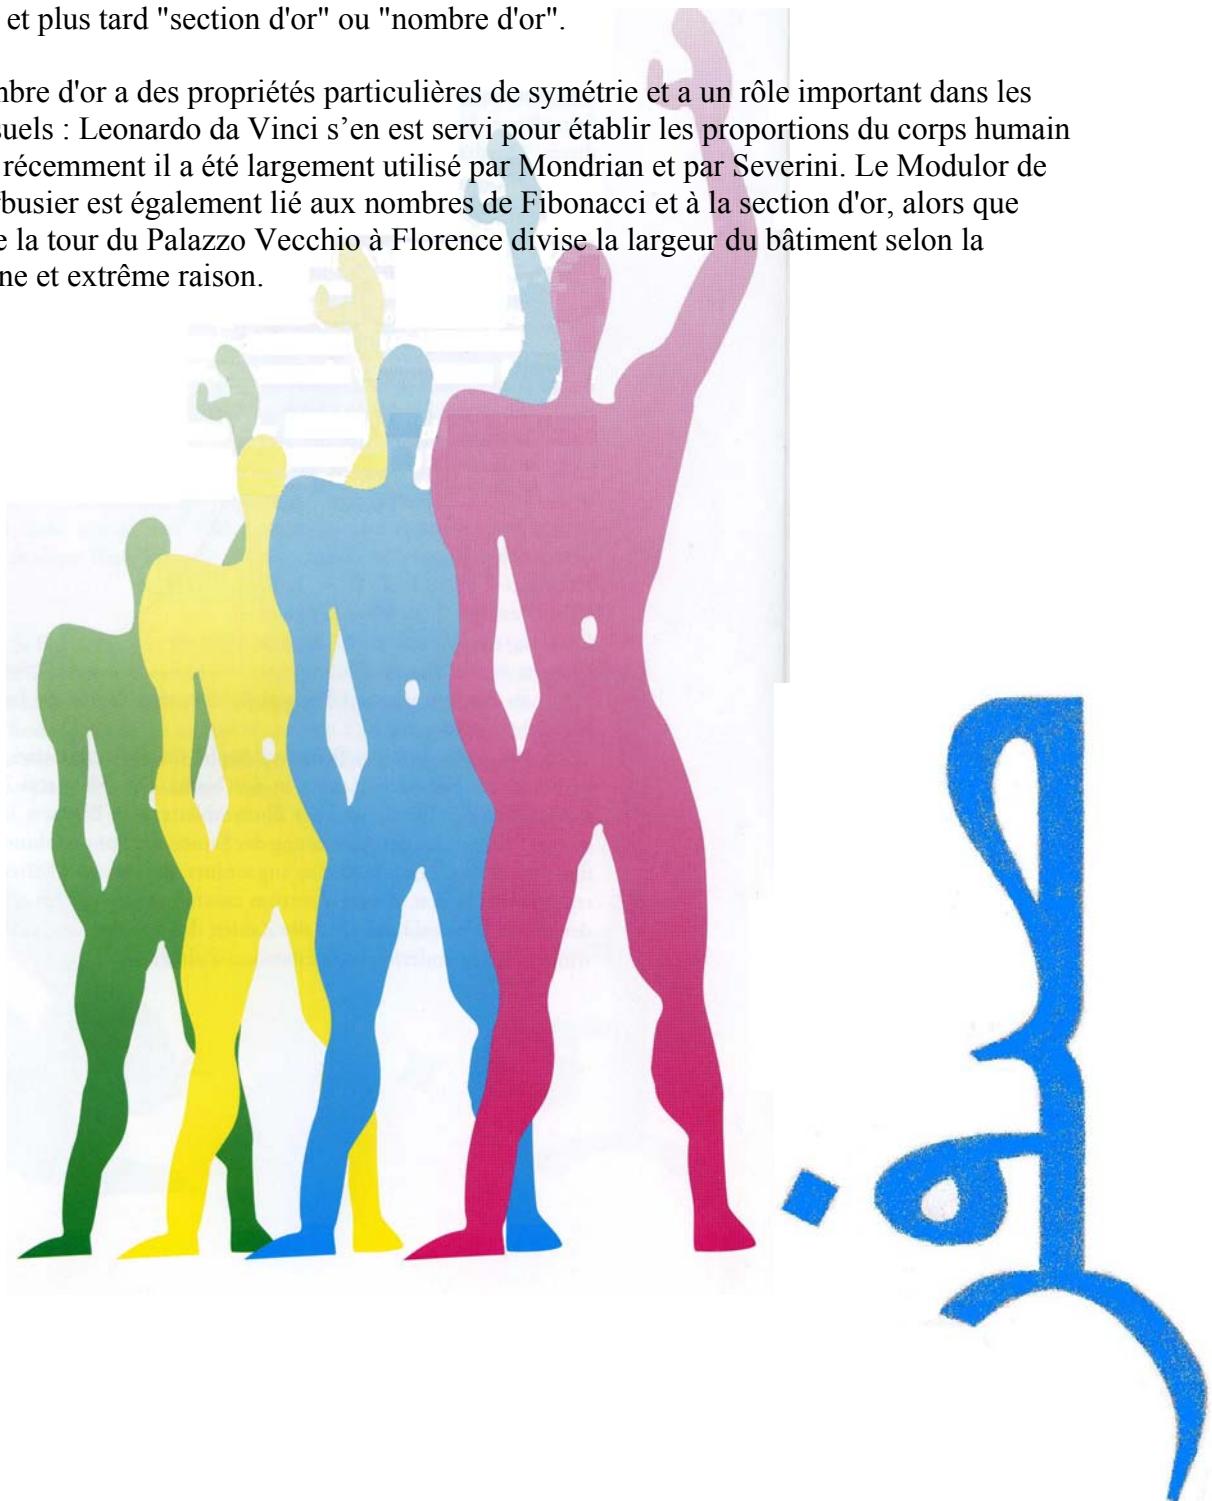 et plus tard "section d'or" ou "nombre d'or".
mbre d'or a des propriétés particulières de symétrie et a un rôle important dans les
suels : Leonardo da Vinci s’en est servi pour établir les proportions du corps humain
récemment il a été largement utilisé par Mondrian et par Severini. Le Modulor de
busier est également lié aux nombres de Fibonacci et à la section d'or, alors que
e la tour du Palazzo Vecchio à Florence divise la largeur du bâtiment selon la
ne et extrême raison.